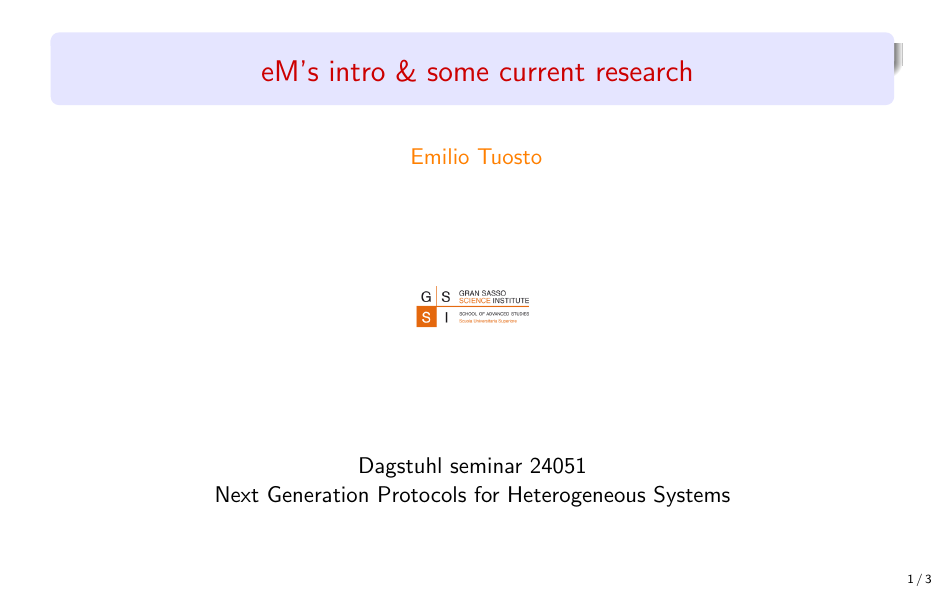 eM's intro & some current research
Emilio Tuosto
G S GRAN SASSO
SCIENCE INSTITUTE
S I SCHOOL OF ADVANCED STUDIES
Scuola Universitaria Superiore
Dagstuhl seminar 24051
Next Generation Protocols for Heterogeneous Systems
1 / 3